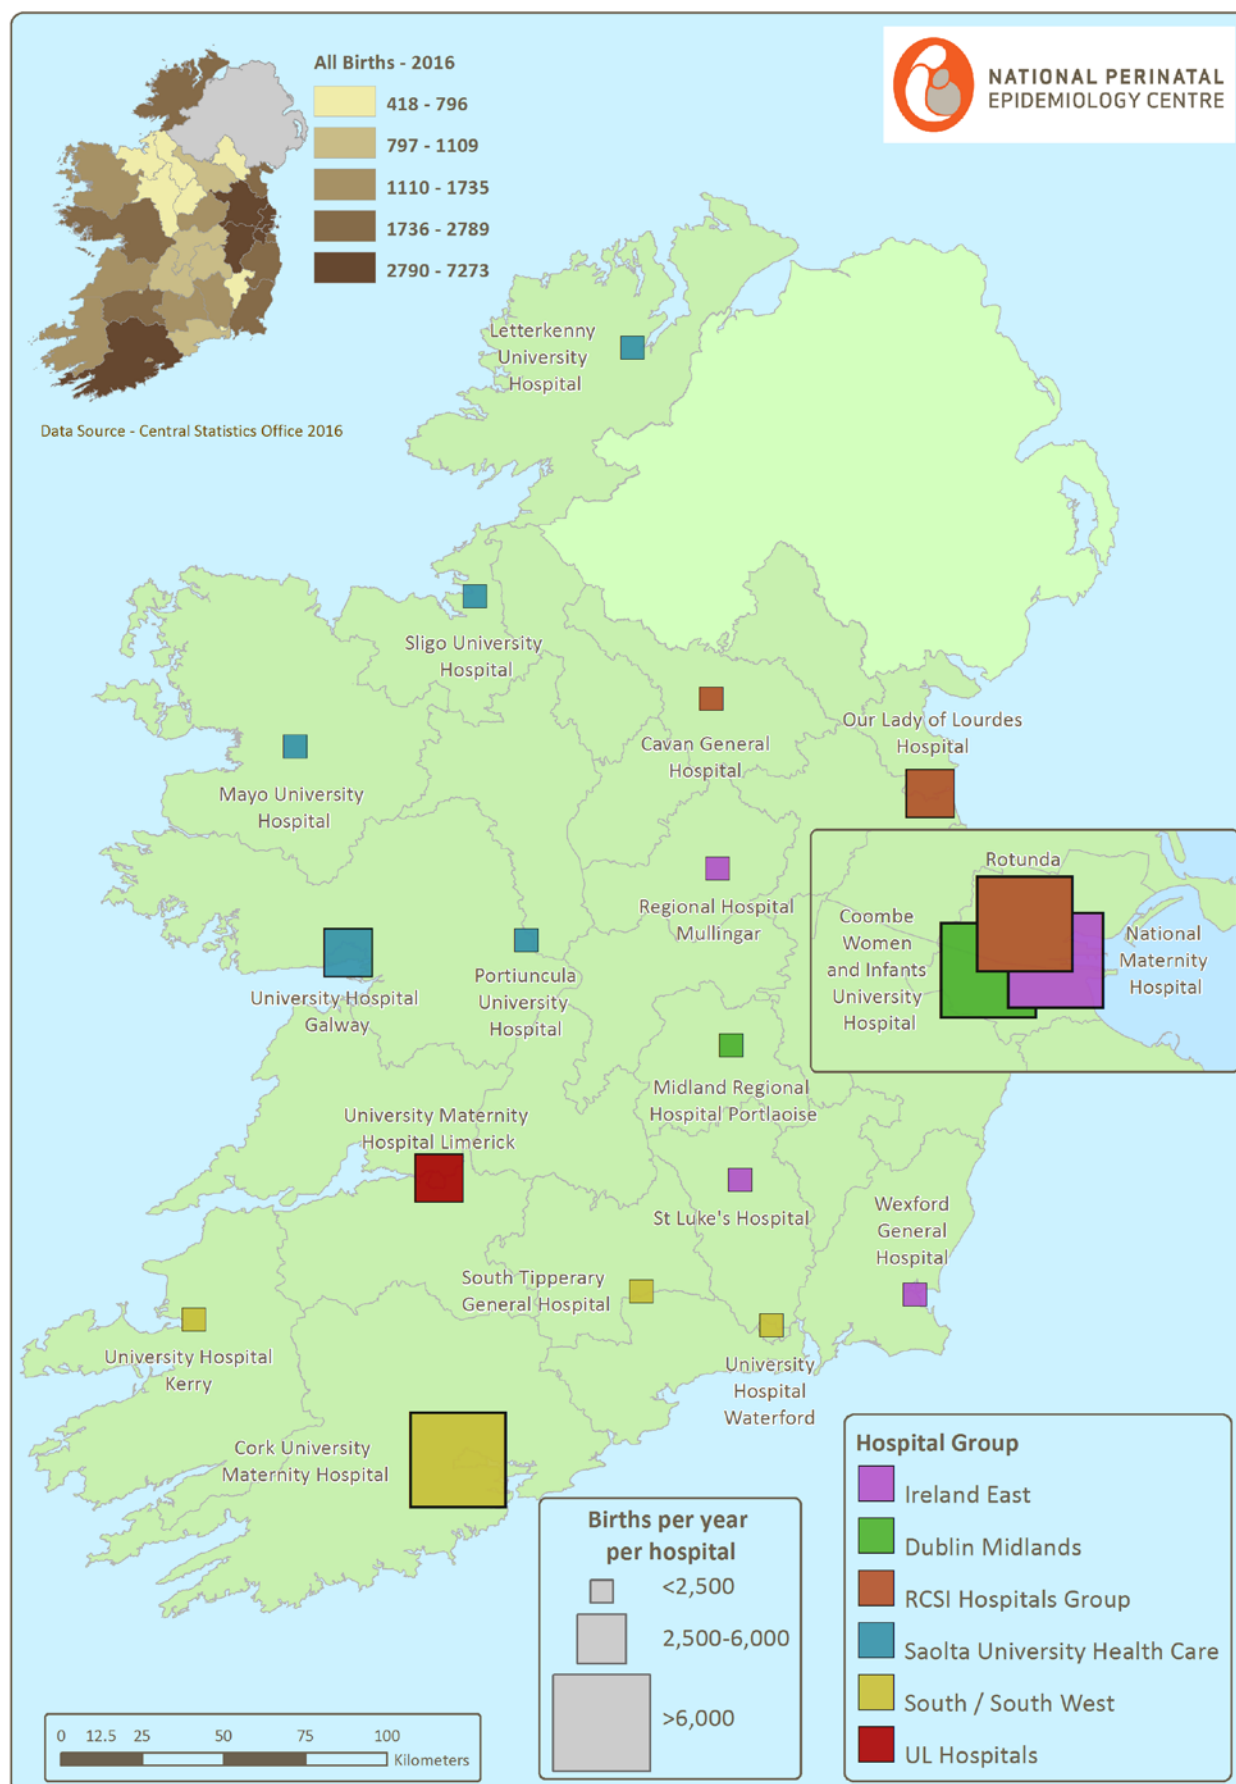 All Births - 2016
418 - 796
797 - 1109
1110 - 1735
1736 - 2789
2790 - 7273
Data Source - Central Statistics Office 2016
NATIONAL PERINATAL
EPIDEMIOLOGY CENTRE
Letterkenny
University
Hospital
Sligo University
Hospital
Cavan General
Hospital
Our Lady of Lourdes
Hospital
Mayo University
Hospital
Regional Hospital
Mullingar
Rotunda
Coombe
Women
and Infants
University
Hospital
National
Maternity
Hospital
University Hospital
Galway
Portiuncula
University
Hospital
Midland Regional
Hospital Portlaoise
University Maternity
Hospital Limerick
St Luke's Hospital
Wexford
General
Hospital
South Tipperary
General Hospital
University Hospital
Kerry
University
Hospital
Waterford
Cork University
Maternity Hospital
Births per year
per hospital
<2,500
2,500-6,000
>6,000
Hospital Group
Ireland East
Dublin Midlands
RCSI Hospitals Group
Saolta University Health Care
South / South West
UL Hospitals
0 12.5 25 50 75 100
Kilometers